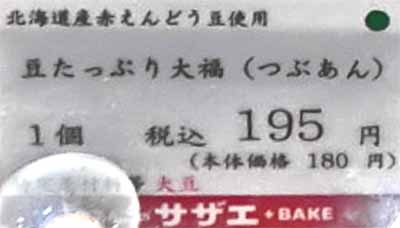 北海道産赤えんどう豆使用
豆たっぷり大福（つぶあん）
1個 税込 195 円
（本体価格 180 円）
大豆
サザエ + BAKE